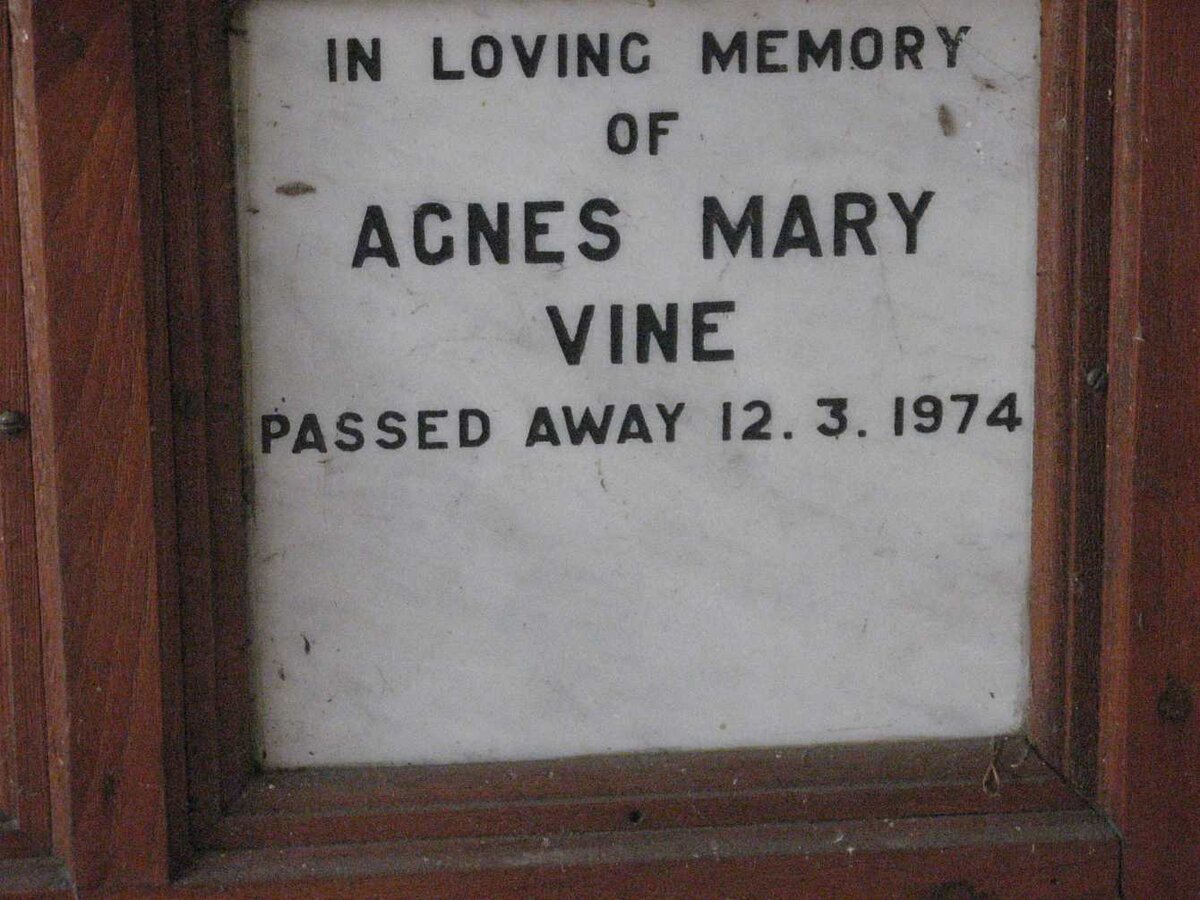 IN LOVING MEMORY
OF
AGNES MARY
VINE
PASSED AWAY 12. 3. 1974